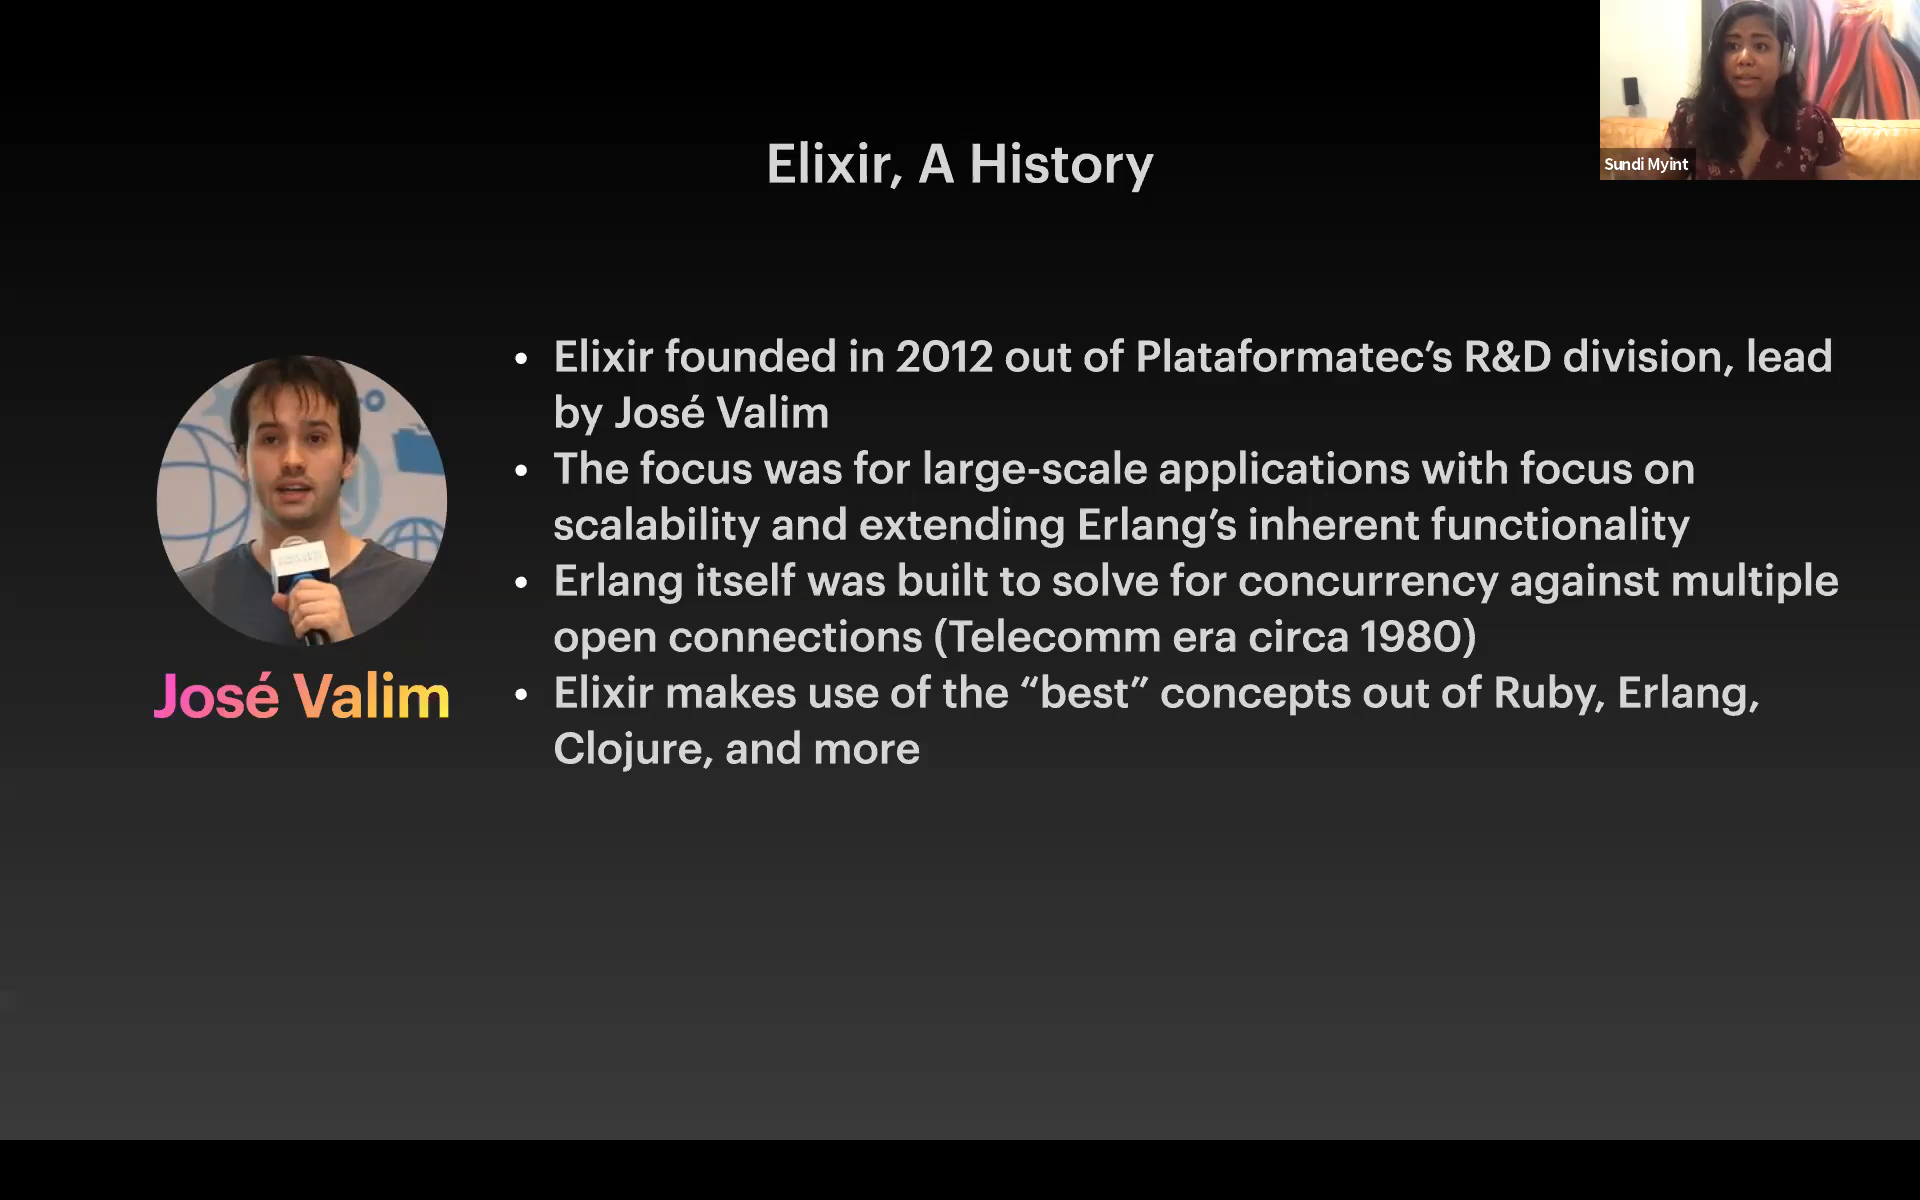 Elixir, A History
Sundi Myint
• Elixir founded in 2012 out of Plataformatec’s R&D division, lead
by José Valim
• The focus was for large-scale applications with focus on
scalability and extending Erlang’s inherent functionality
• Erlang itself was built to solve for concurrency against multiple
open connections (Telecomm era circa 1980)
• Elixir makes use of the “best” concepts out of Ruby, Erlang,
Clojure, and more
José Valim